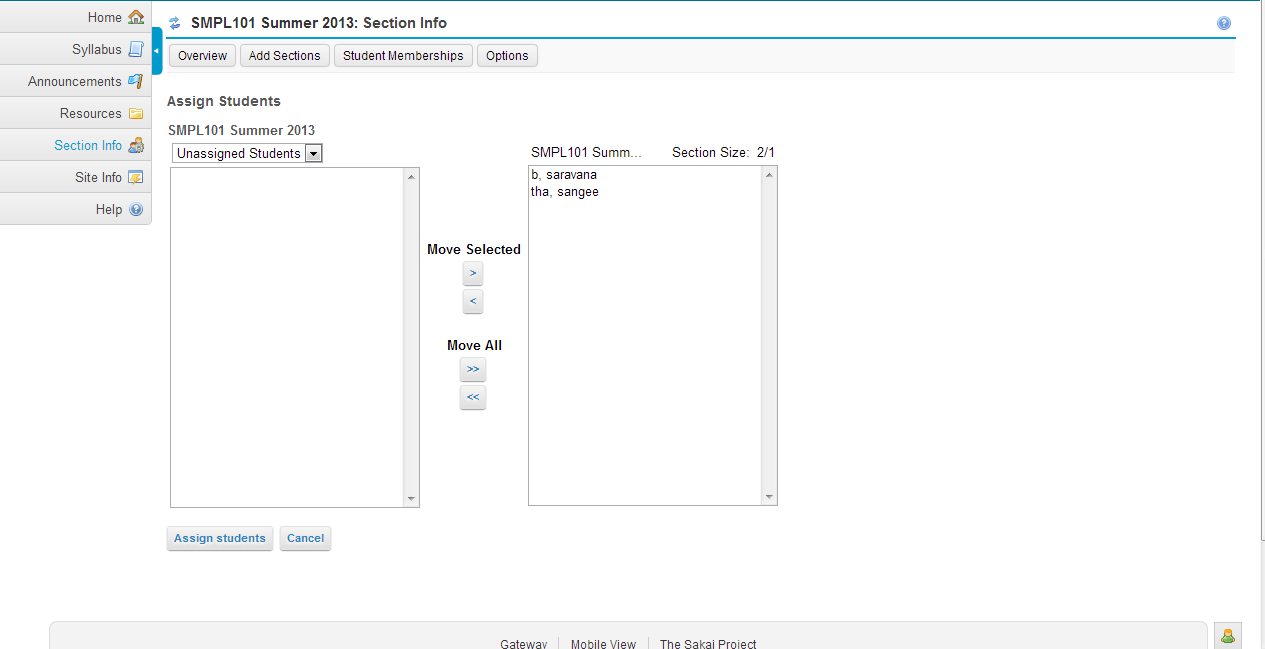 Home
Syllabus
Announcements
Resources
Section Info
Site Info
Help
SMPL101 Summer 2013: Section Info
Overview
Add Sections
Student Memberships
Options
Assign Students
SMPL101 Summer 2013
Unassigned Students
SMPL101 Summ... Section Size: 2/1
b, saravana
tha, sangee
Move Selected
>
<
Move All
>>
<<
Assign students
Cancel
Gateway | Mobile View | The Sakai Project